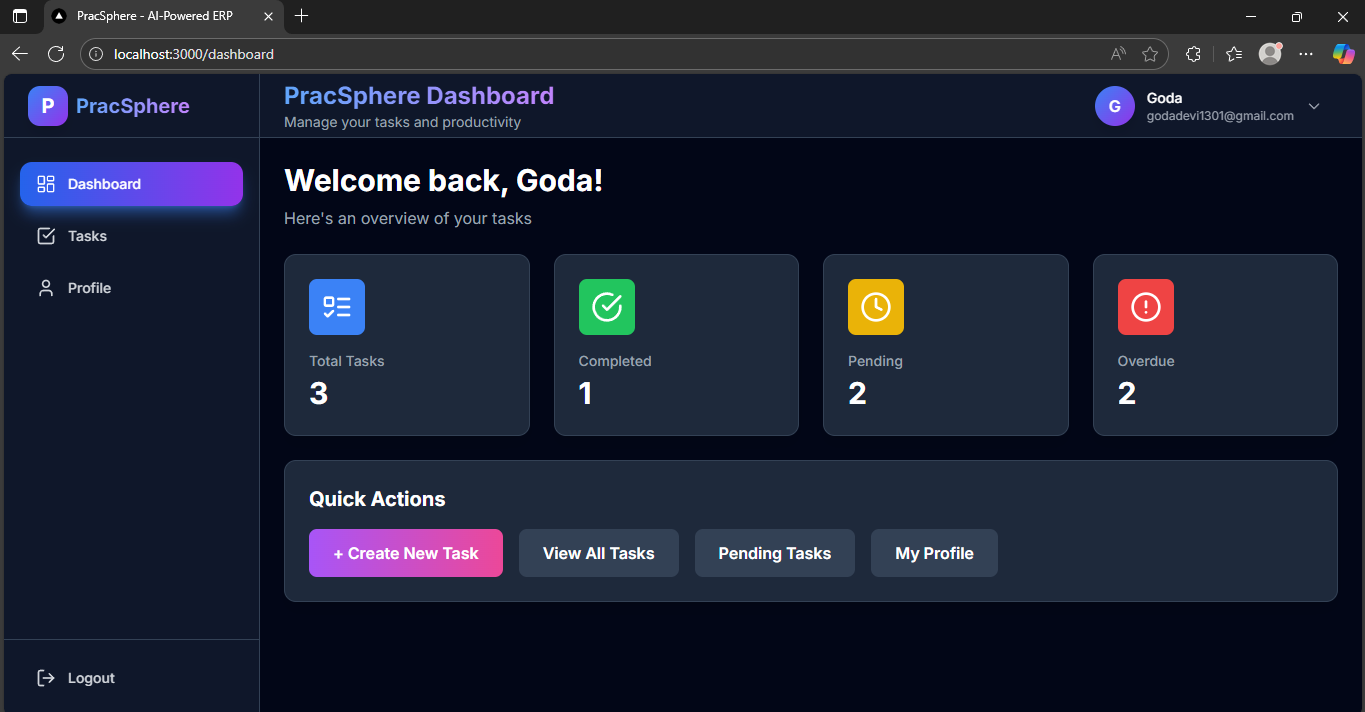 PracSphere - AI-Powered ERP
localhost:3000/dashboard
P PracSphere
PracSphere Dashboard
Manage your tasks and productivity
G
Goda
godadevi1301@gmail.com
Dashboard
Tasks
Profile
Logout
Welcome back, Goda!
Here's an overview of your tasks
Total Tasks
3
Completed
1
Pending
2
Overdue
2
Quick Actions
+ Create New Task
View All Tasks
Pending Tasks
My Profile